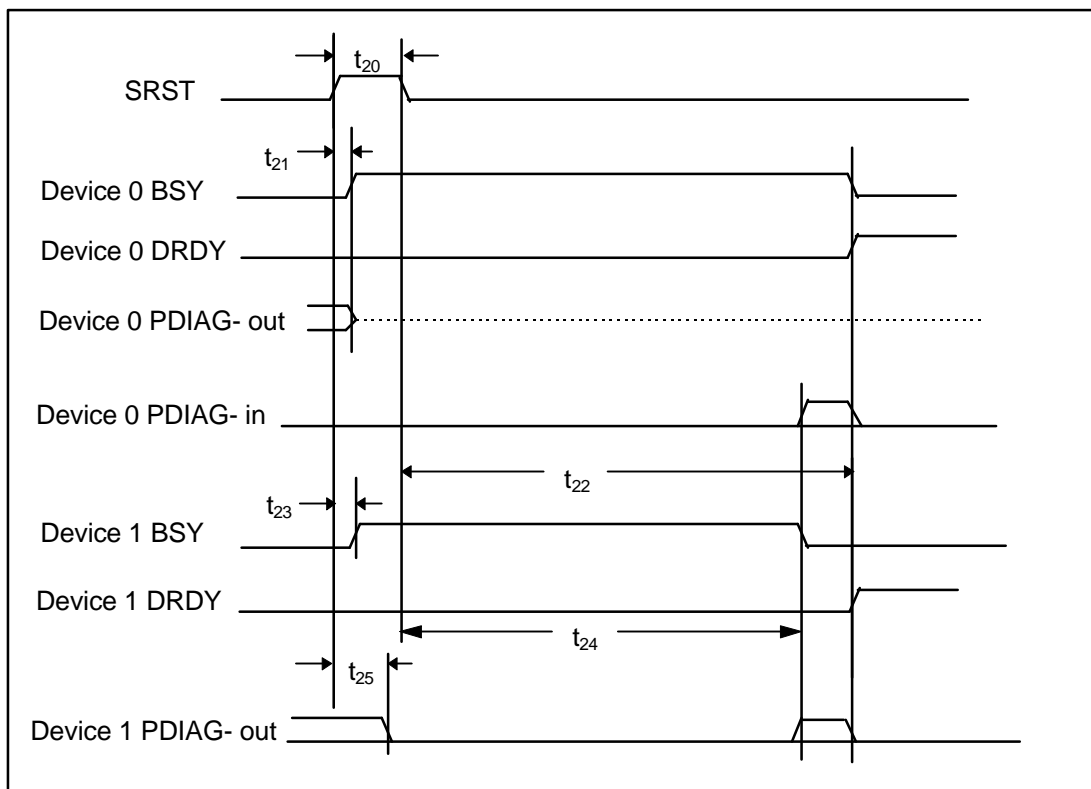 t20
SRST
t21
Device 0 BSY
Device 0 DRDY
Device 0 PDIAG- out
Device 0 PDIAG- in
t22
t23
Device 1 BSY
Device 1 DRDY
t24
t25
Device 1 PDIAG- out